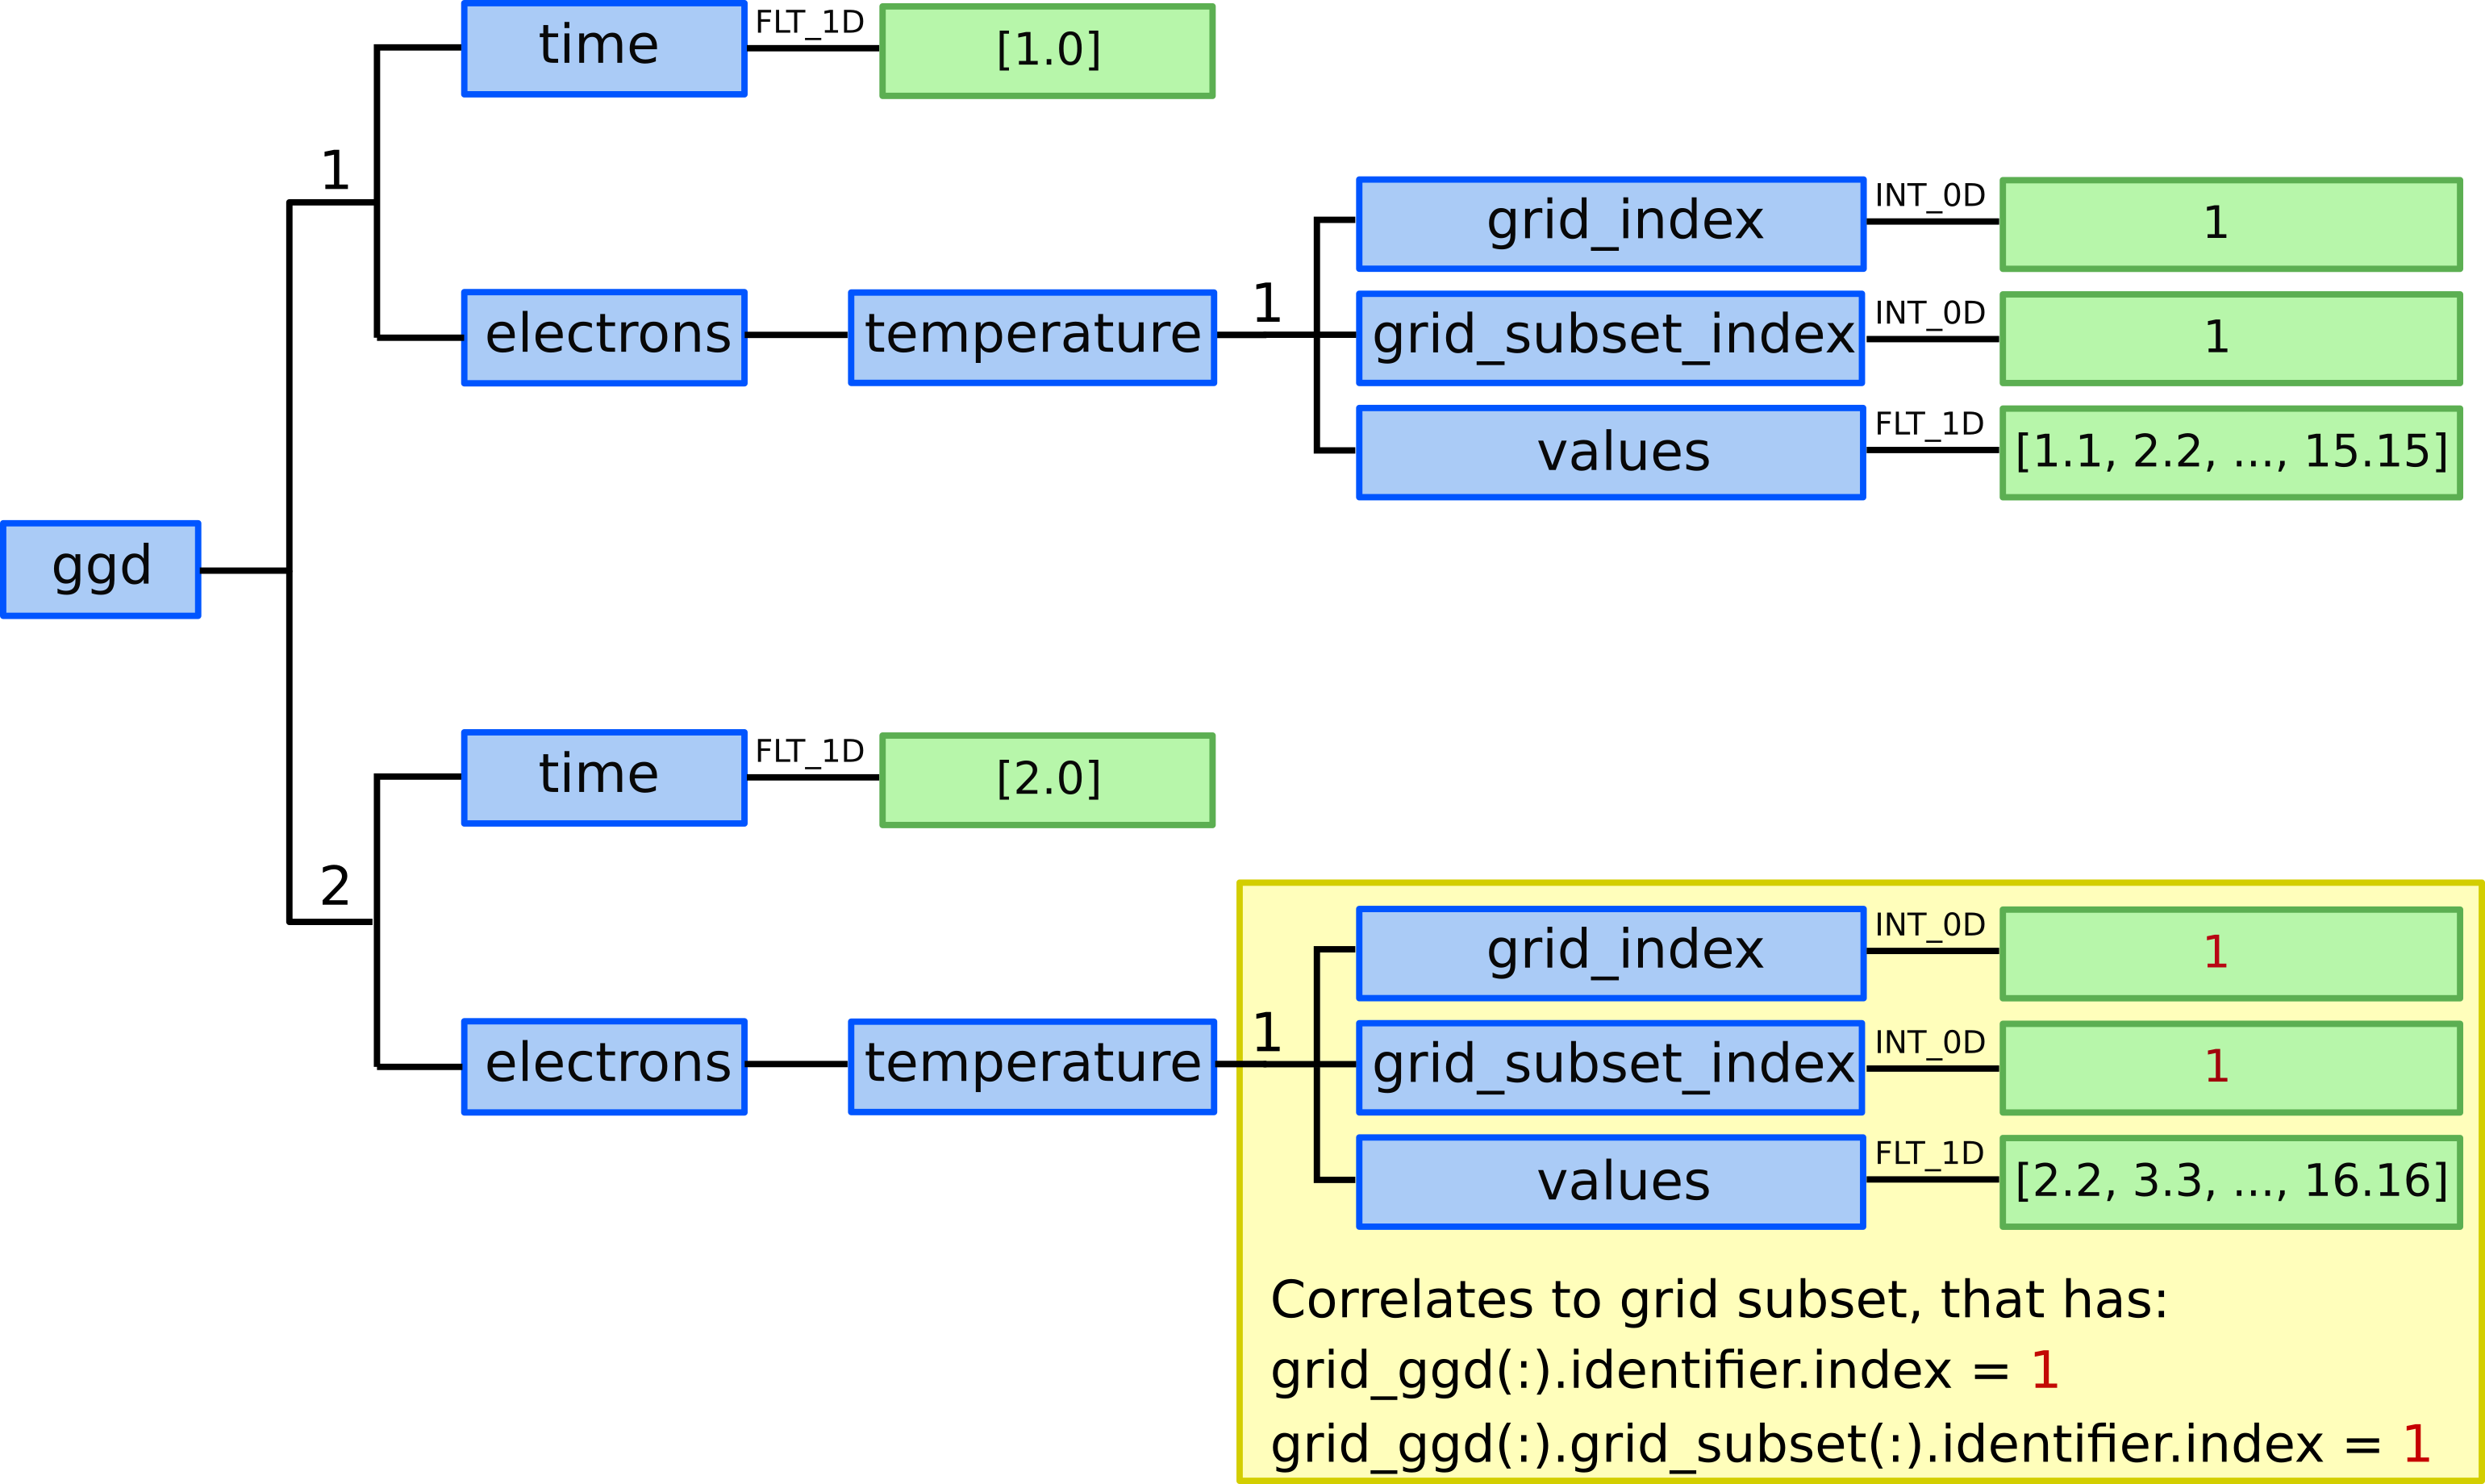 time
FLT_1D
[1.0]
1
grid_index
INT_0D
1
electrons
temperature
1
grid_subset_index
INT_0D
1
values
FLT_1D
[1.1, 2.2, ..., 15.15]
ggd
time
FLT_1D
[2.0]
2
grid_index
INT_0D
1
electrons
temperature
1
grid_subset_index
INT_0D
1
values
FLT_1D
[2.2, 3.3, ..., 16.16]
Correlates to grid subset, that has:
grid_ggd(:).identifier.index = 1
grid_ggd(:).grid_subset(:).identifier.index = 1